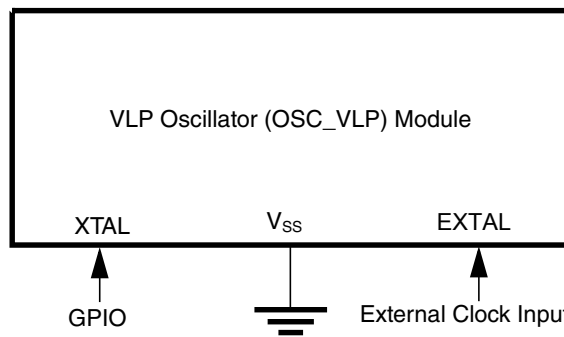 VLP Oscillator (OSC_VLP) Module
XTAL VSS EXTAL
GPIO External Clock Input